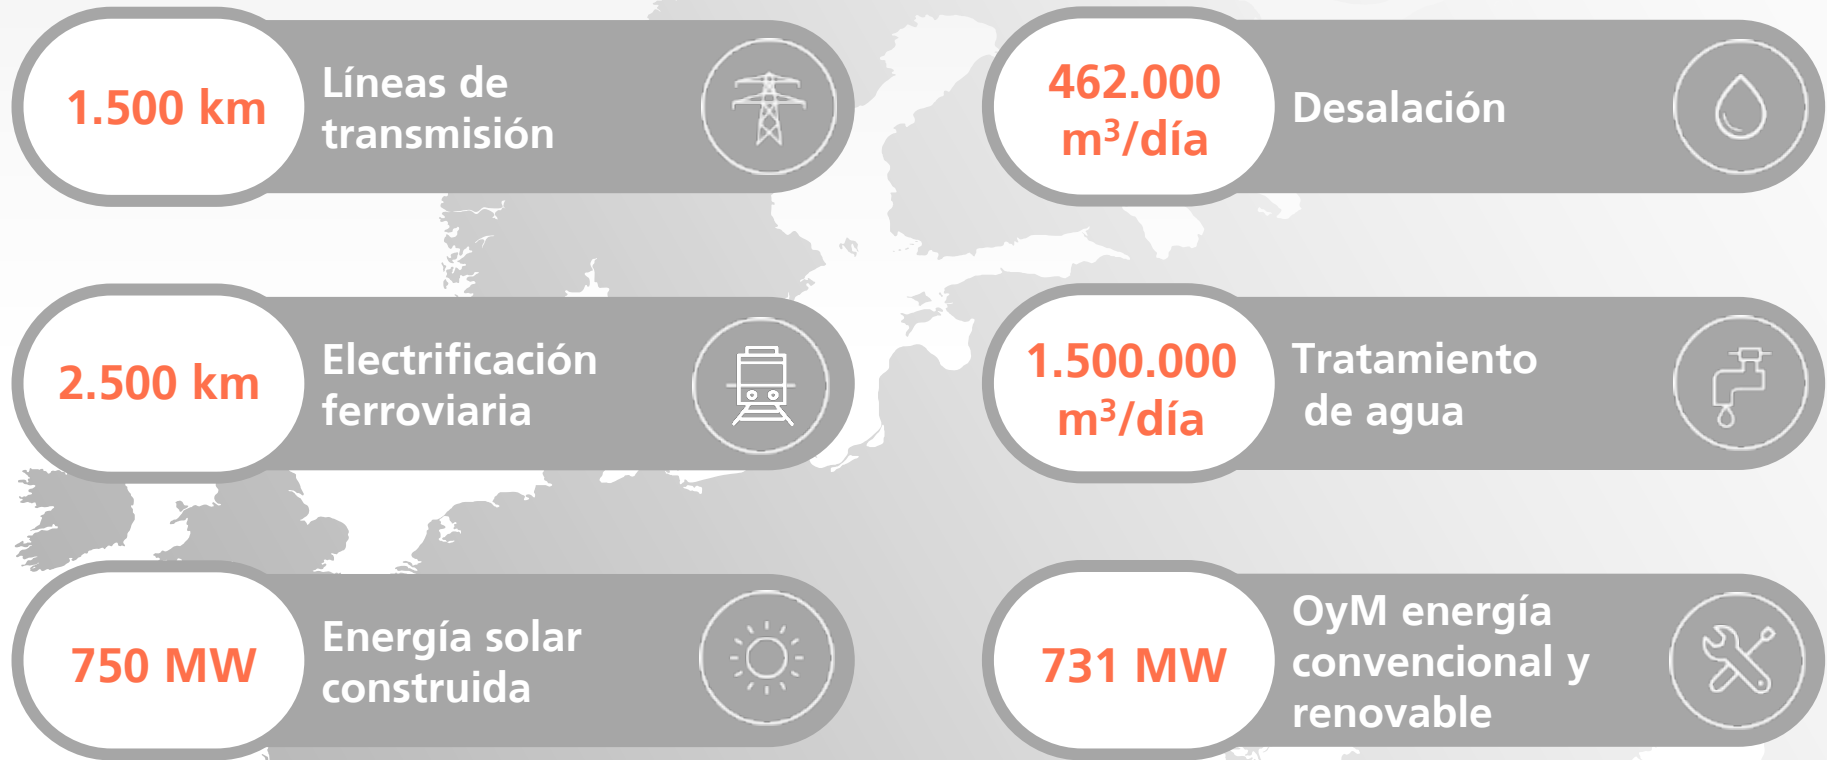 1.500 km
Líneas de
transmisión
462.000
m³/día
Desalación
2.500 km
Electrificación
ferroviaria
1.500.000
m³/día
Tratamiento
de agua
750 MW
Energía solar
construida
731 MW
OyM energía
convencional y
renovable